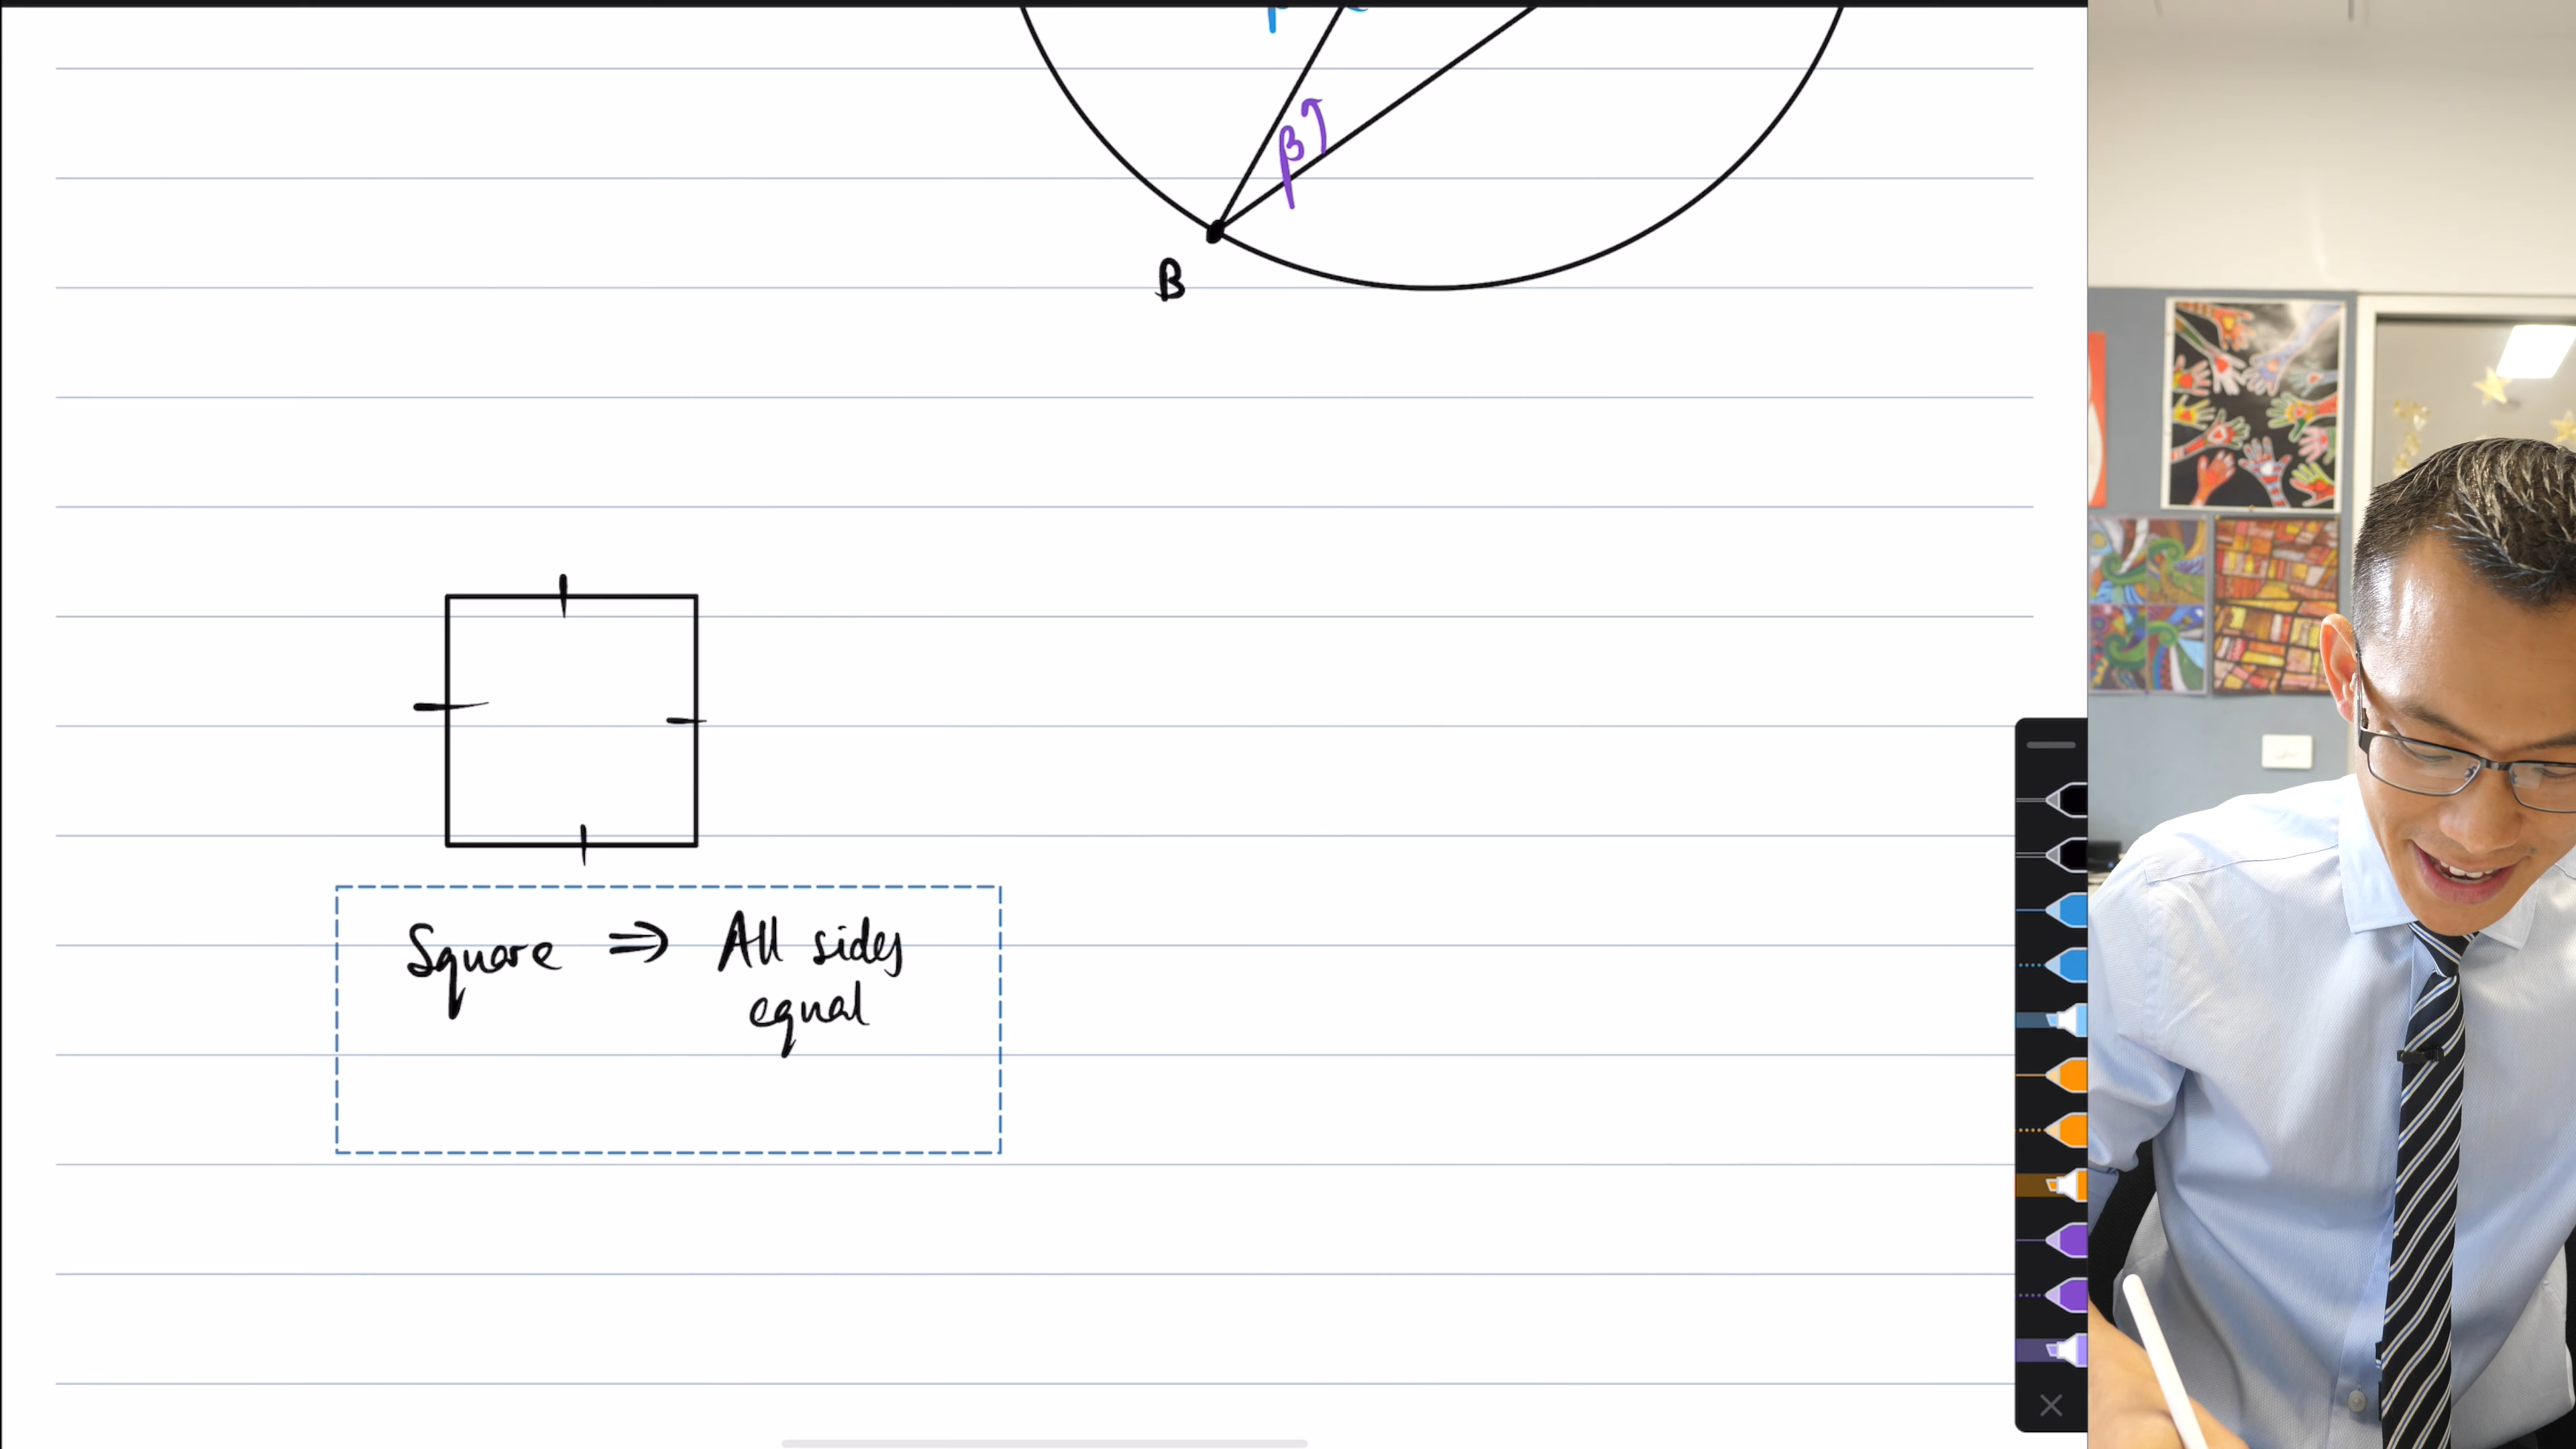 β
B
Square ⇒ All sides
equal